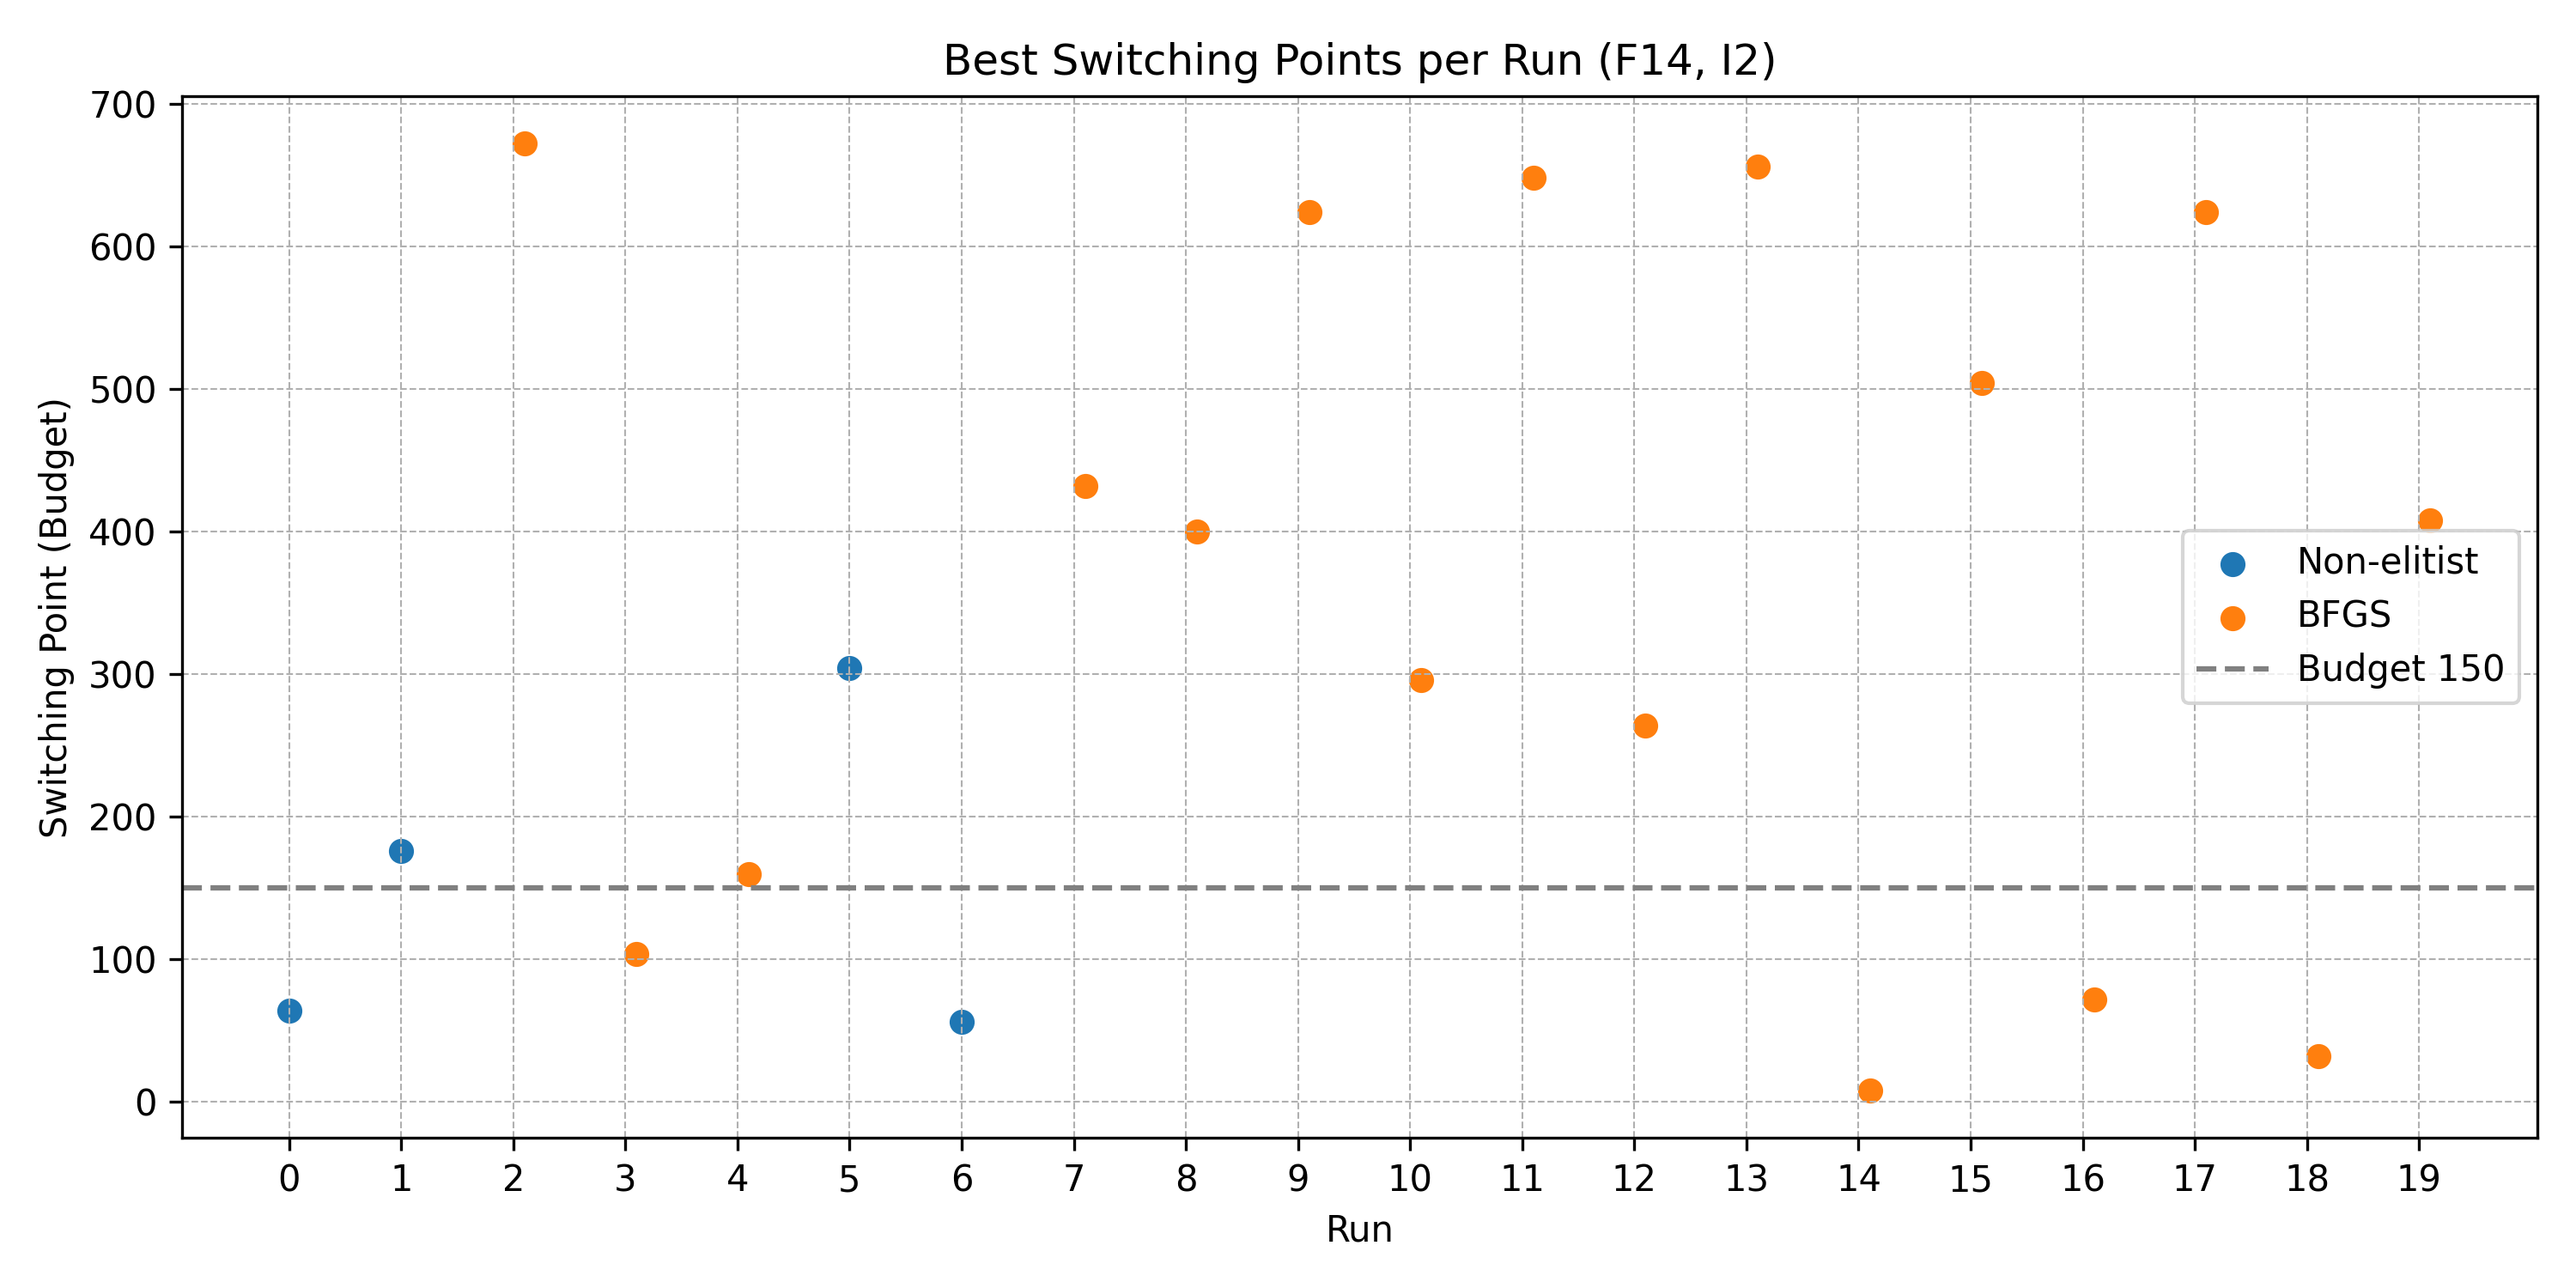 Best Switching Points per Run (F14, I2)
Switching Point (Budget)
700
600
500
400
300
200
100
0
Non-elitist
BFGS
Budget 150
0 1 2 3 4 5 6 7 8 9 10 11 12 13 14 15 16 17 18 19
Run